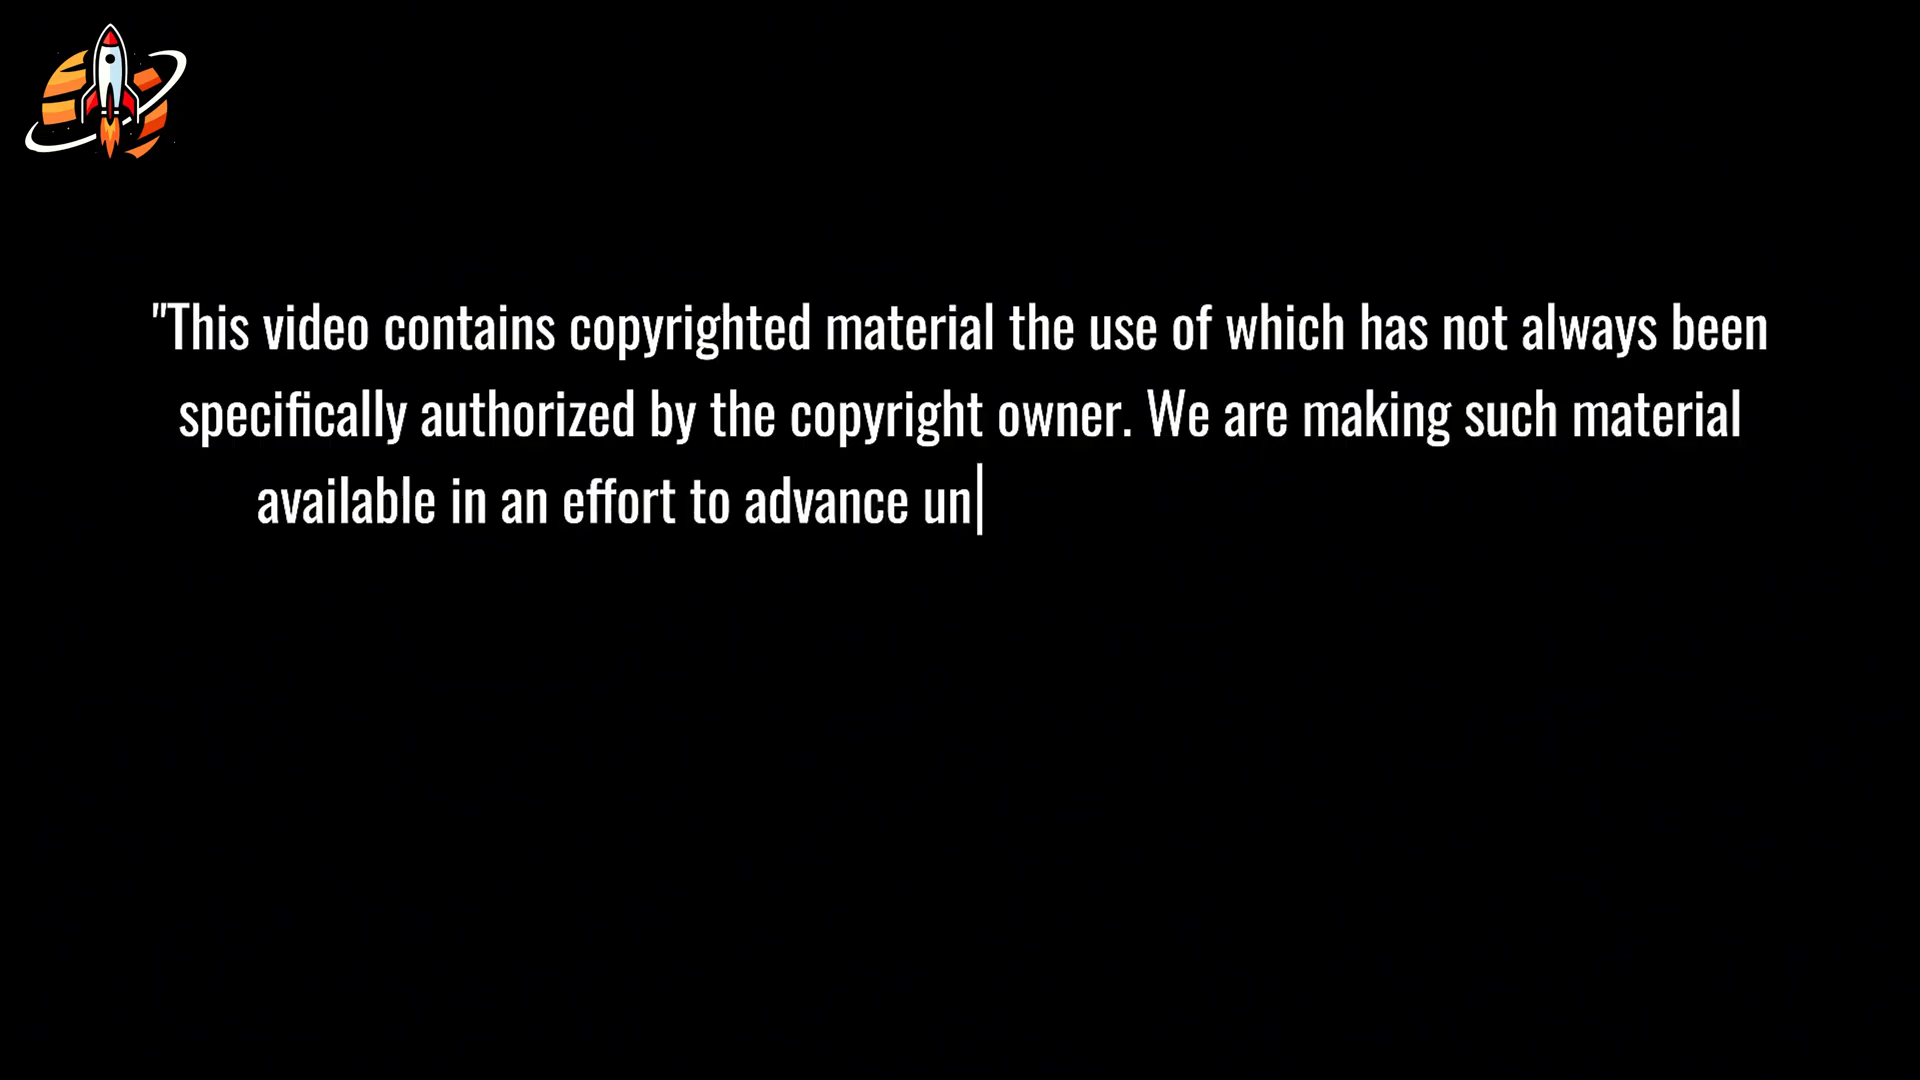 "This video contains copyrighted material the use of which has not always been
specifically authorized by the copyright owner. We are making such material
available in an effort to advance un